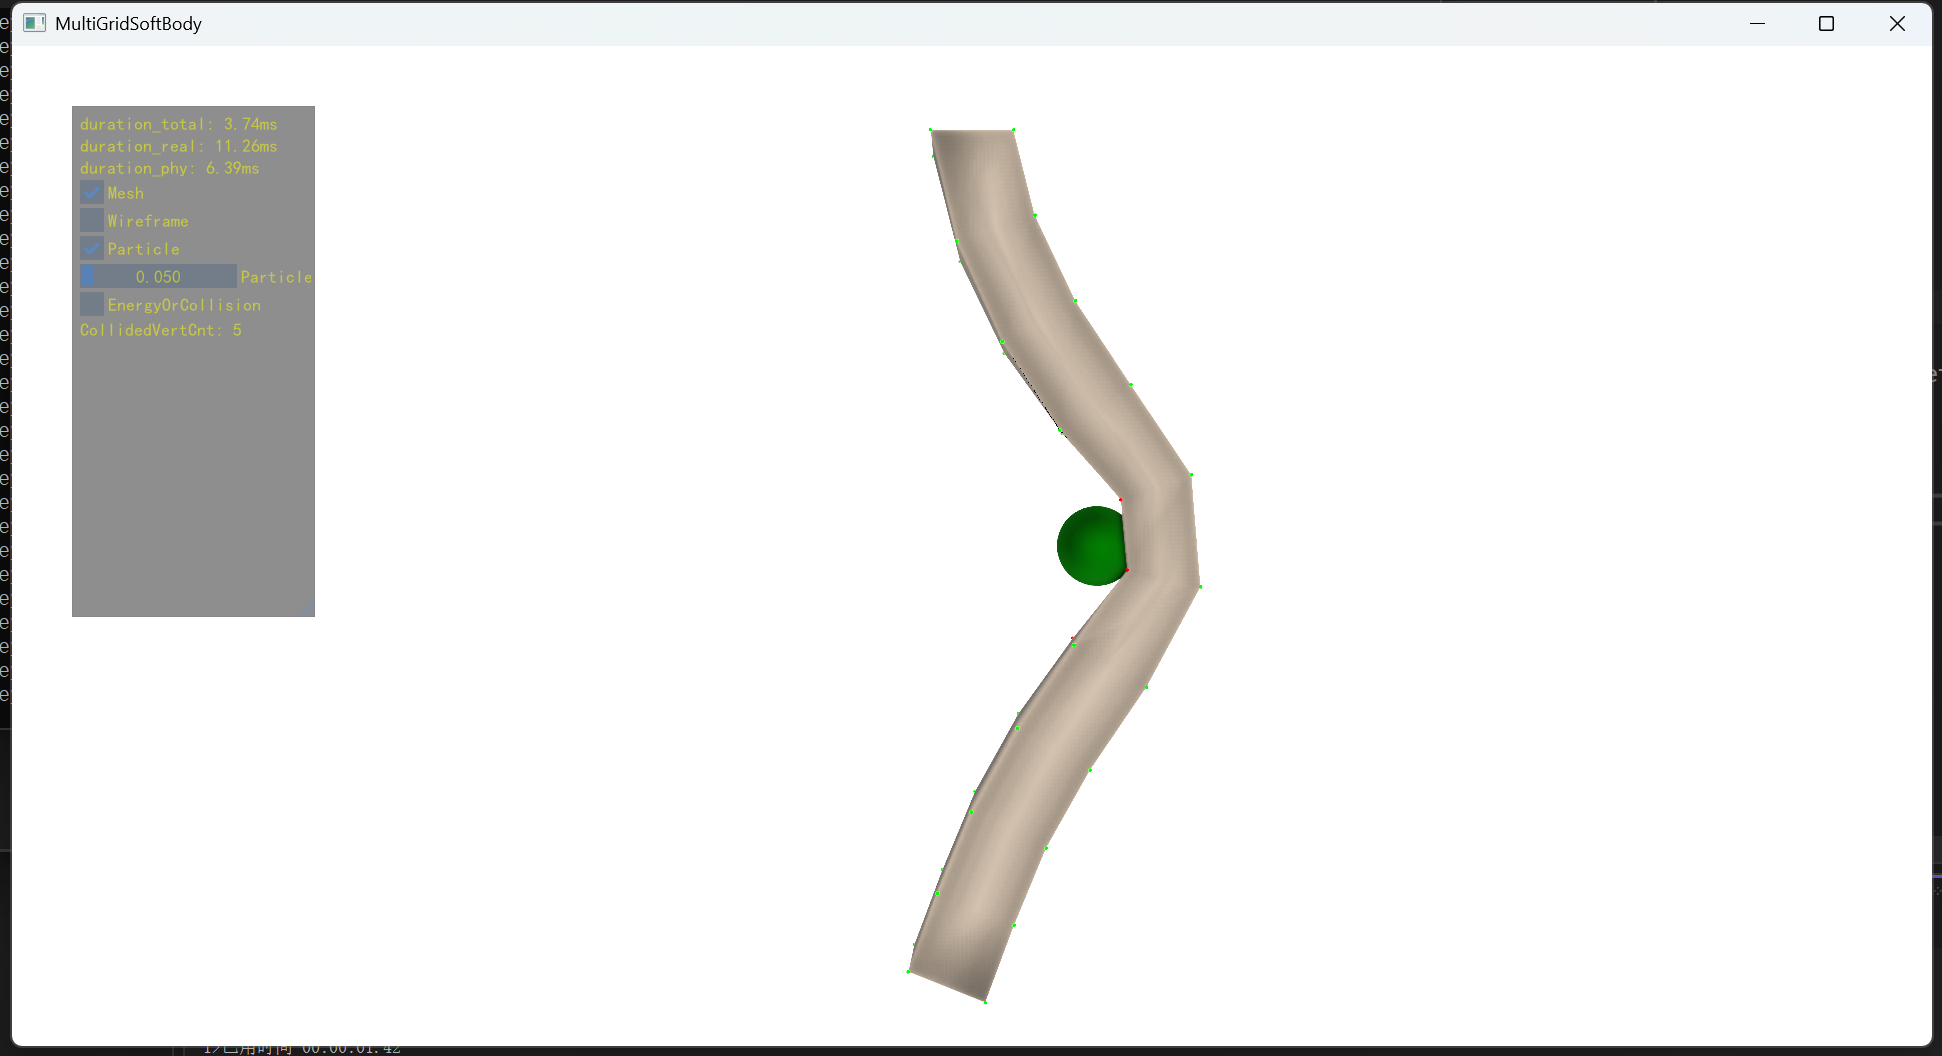 MultiGridSoftBody
duration_total: 3.74ms
duration_real: 11.26ms
duration_phy: 6.39ms
Mesh
Wireframe
Particle
0.050 Particle
EnergyOrCollision
CollidedVertCnt: 5